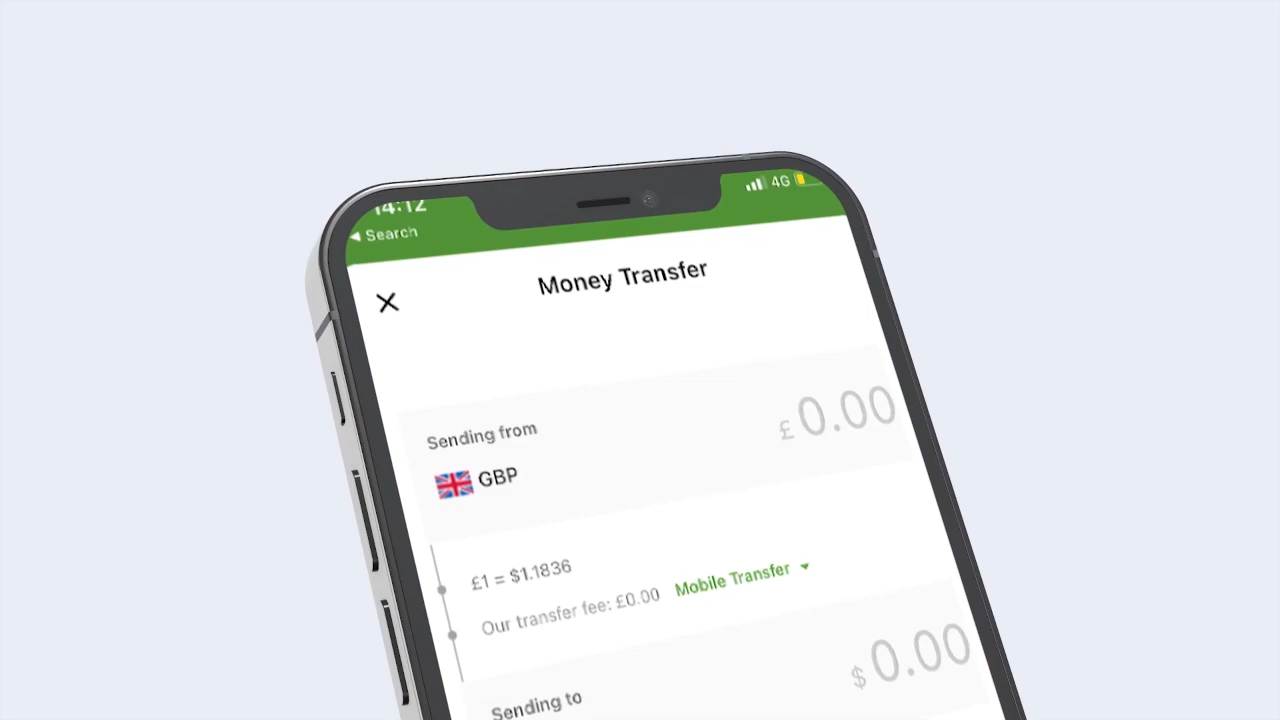 14:12
4G
◀ Search
Money Transfer
Sending from
£ 0.00
GBP
£1 = $1.1836
Our transfer fee: £0.00 Mobile Transfer
$ 0.00
Sending to